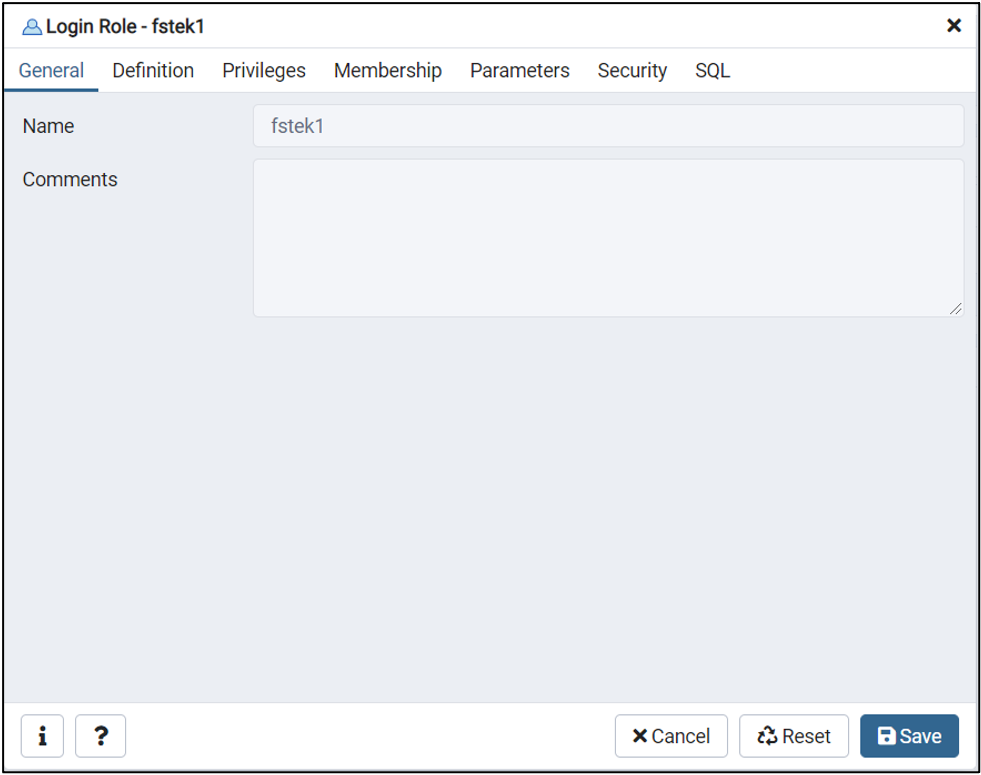 Login Role - fstek1
General Definition Privileges Membership Parameters Security SQL
Name fstek1
Comments
i ? Cancel Reset Save